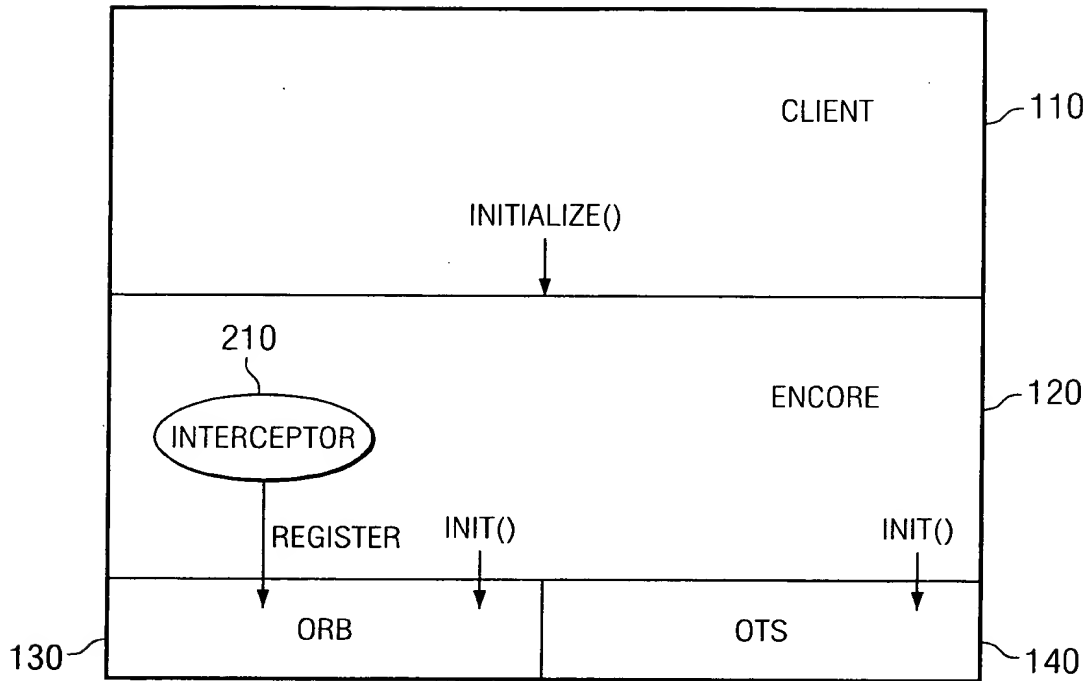 CLIENT
110
INITIALIZE()
210
INTERCEPTOR
ENCORE
120
REGISTER
INIT()
INIT()
ORB
OTS
130
140